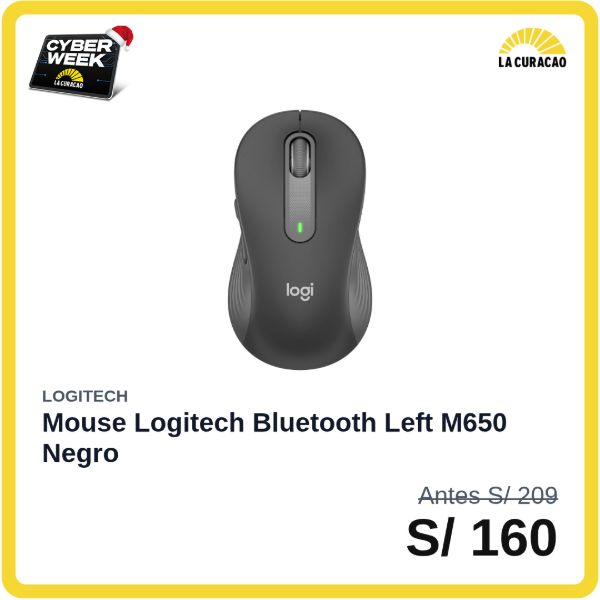 CYBER
WEEK
LA CURACAO
LA CURACAO
logi
LOGITECH
Mouse Logitech Bluetooth Left M650
Negro
Antes S/ 209
S/ 160